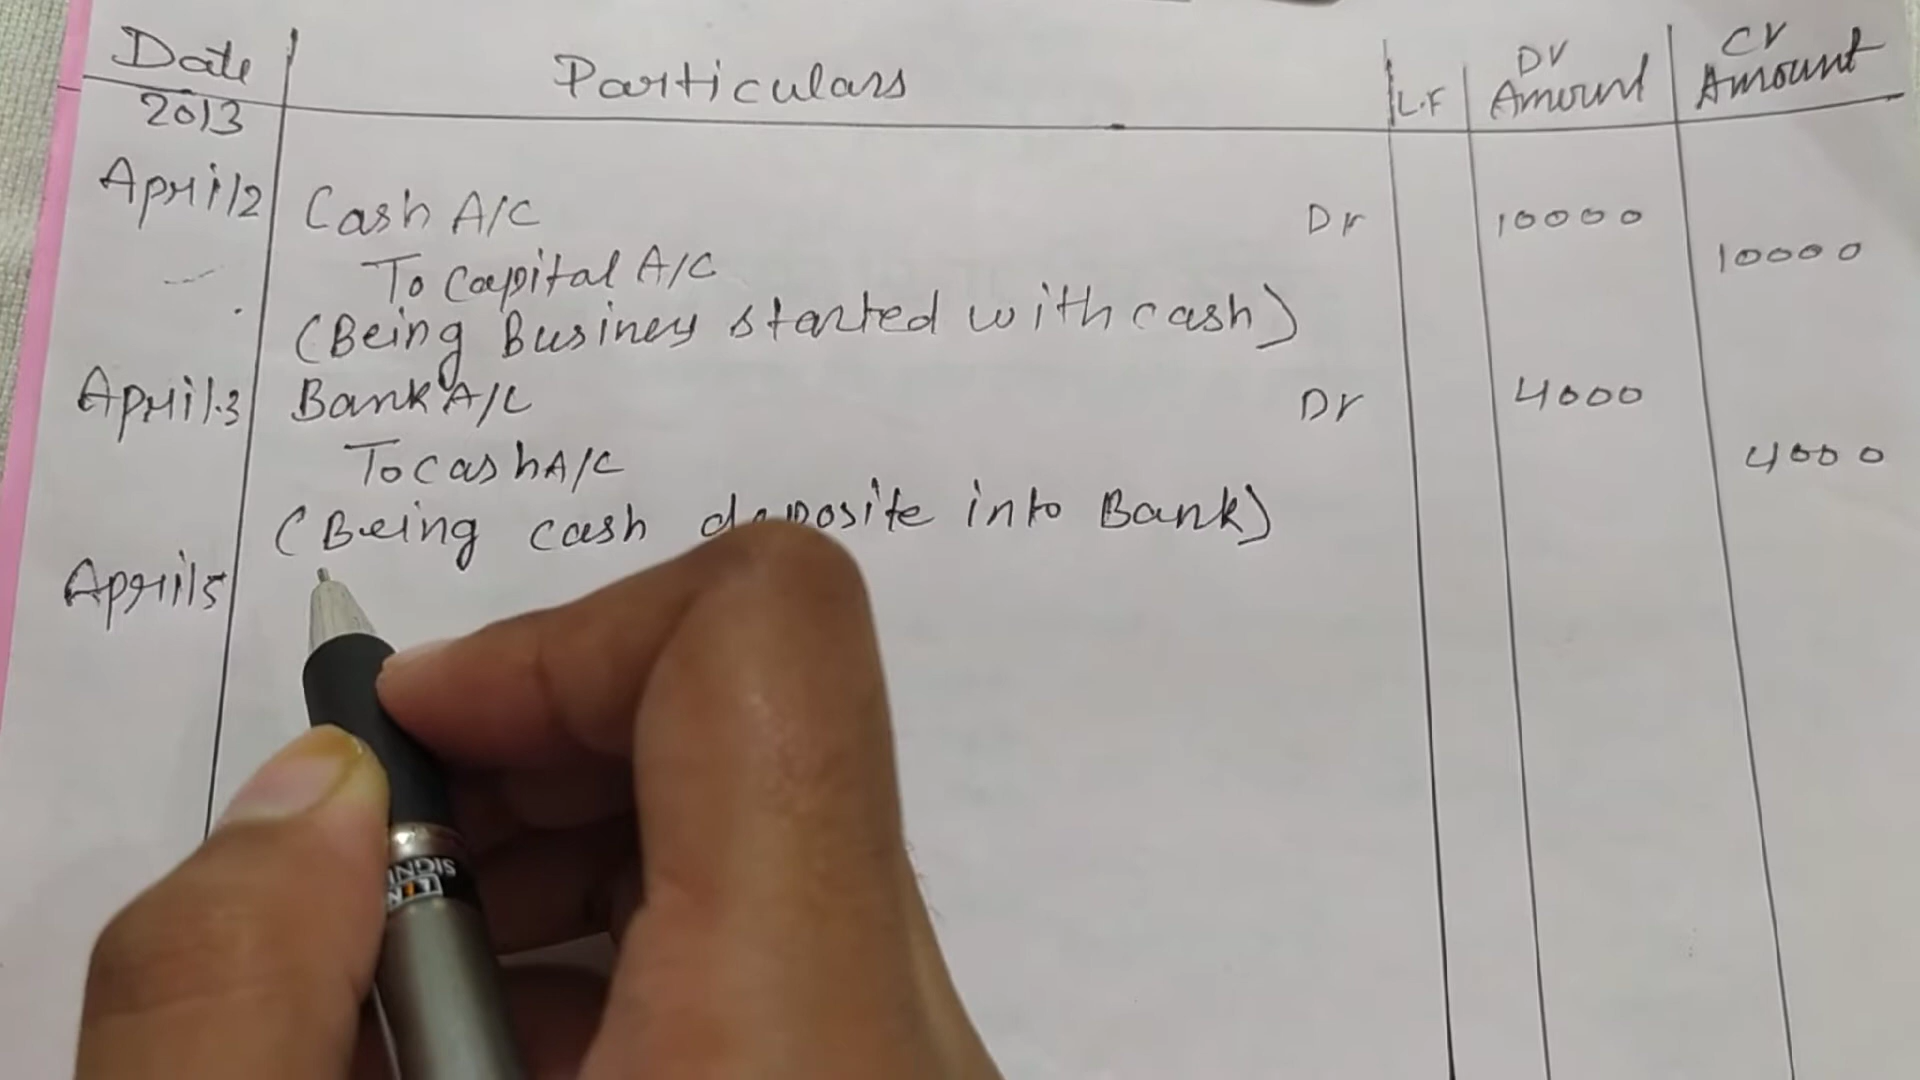 Date Particulars L.F Dr Amount Cr Amount
2013
April 2 Cash A/C Dr 10000
To Capital A/C 10000
(Being Business started with cash)
April.3 Bank A/C Dr 4000
To cash A/C 4000
(Being cash deposite into Bank)
April 5